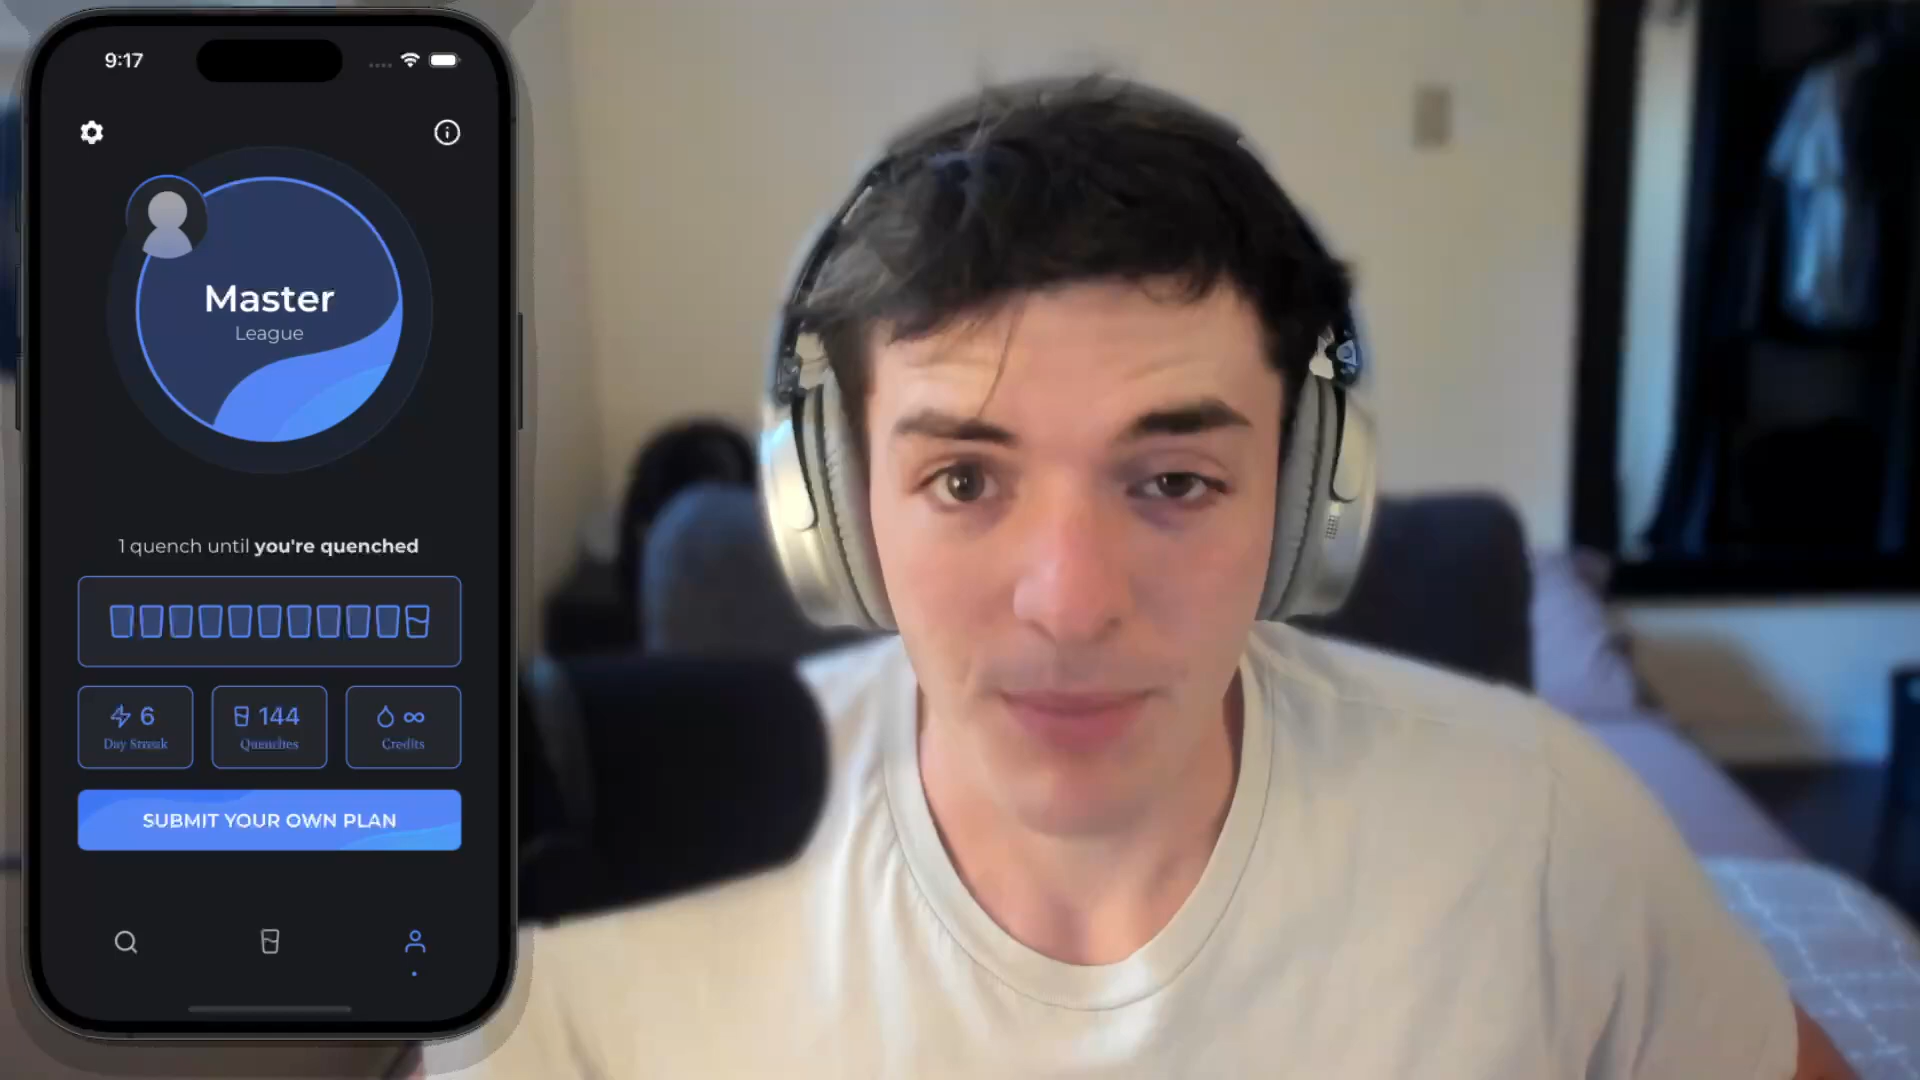 9:17
Master
League
1 quench until you're quenched
6
Day Streak
144
Quenches
∞
Credits
SUBMIT YOUR OWN PLAN